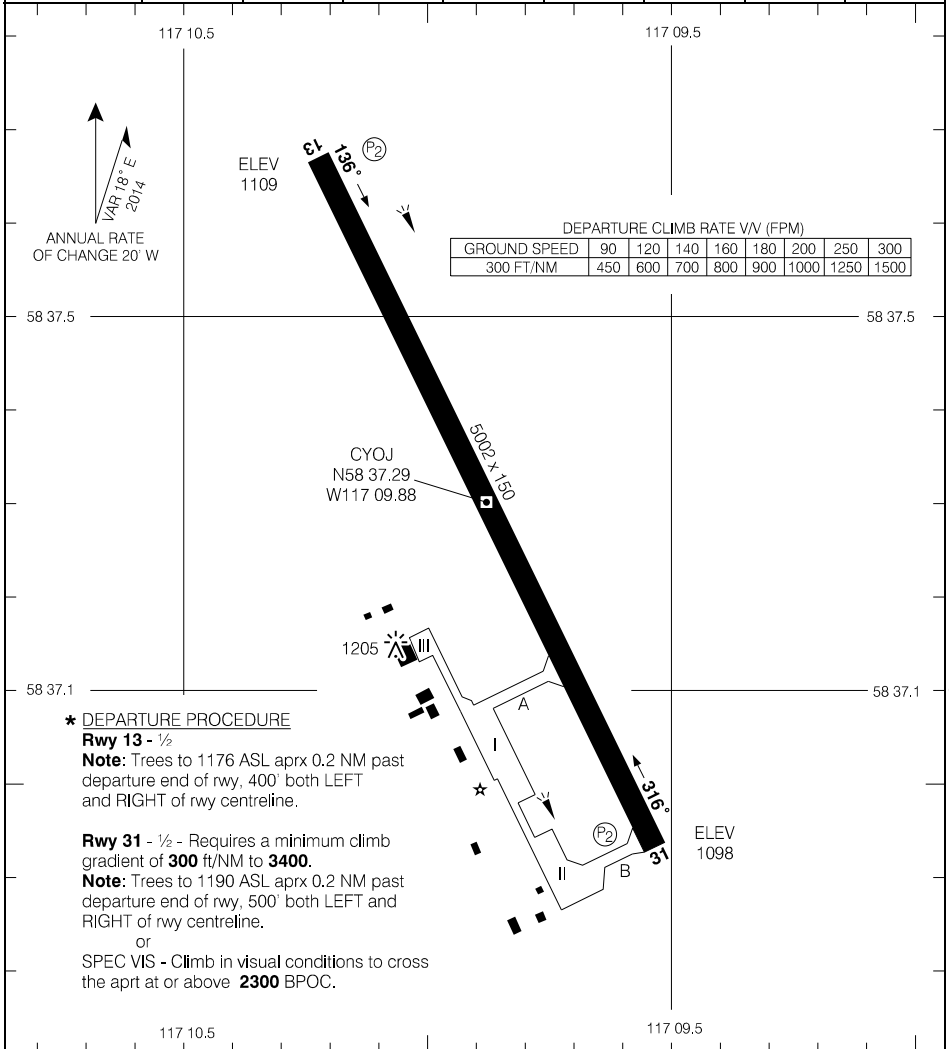 117 10.5
117 09.5
VAR 18° E
2014
ANNUAL RATE
OF CHANGE 20' W
ELEV
1109
13
136°
P2
DEPARTURE CLIMB RATE V/V (FPM)
GROUND SPEED 90 120 140 160 180 200 250 300
300 FT/NM 450 600 700 800 900 1000 1250 1500
58 37.5
58 37.5
5002 x 150
CYOJ
N58 37.29
W117 09.88
1205
III
58 37.1
58 37.1
A
I
* DEPARTURE PROCEDURE
Rwy 13 - ½
Note: Trees to 1176 ASL aprx 0.2 NM past
departure end of rwy, 400' both LEFT
and RIGHT of rwy centreline.
Rwy 31 - ½ - Requires a minimum climb
gradient of 300 ft/NM to 3400.
Note: Trees to 1190 ASL aprx 0.2 NM past
departure end of rwy, 500' both LEFT and
RIGHT of rwy centreline.
or
SPEC VIS - Climb in visual conditions to cross
the aprt at or above 2300 BPOC.
316°
P2
31
ELEV
1098
II
B
117 10.5
117 09.5